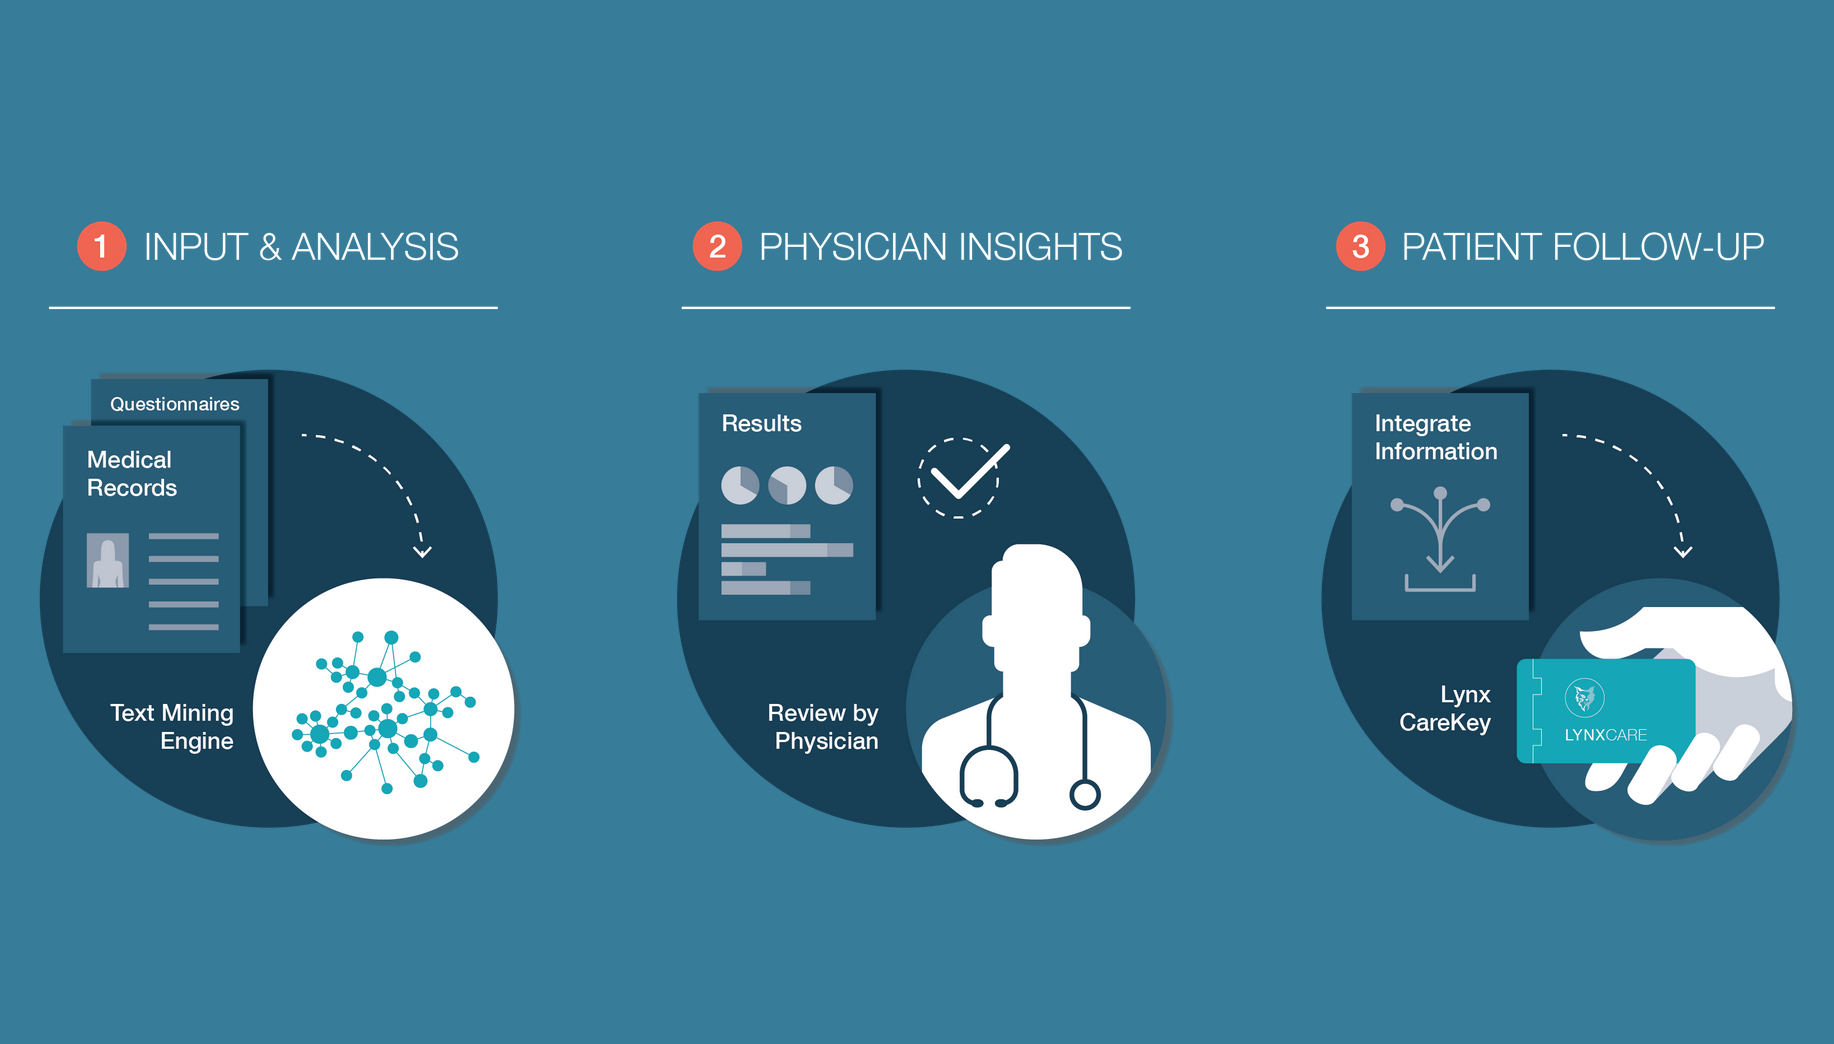 1 INPUT & ANALYSIS
Questionnaires
Medical
Records
Text Mining
Engine
2 PHYSICIAN INSIGHTS
Results
Review by
Physician
3 PATIENT FOLLOW-UP
Integrate
Information
Lynx
CareKey
LYNXCARE